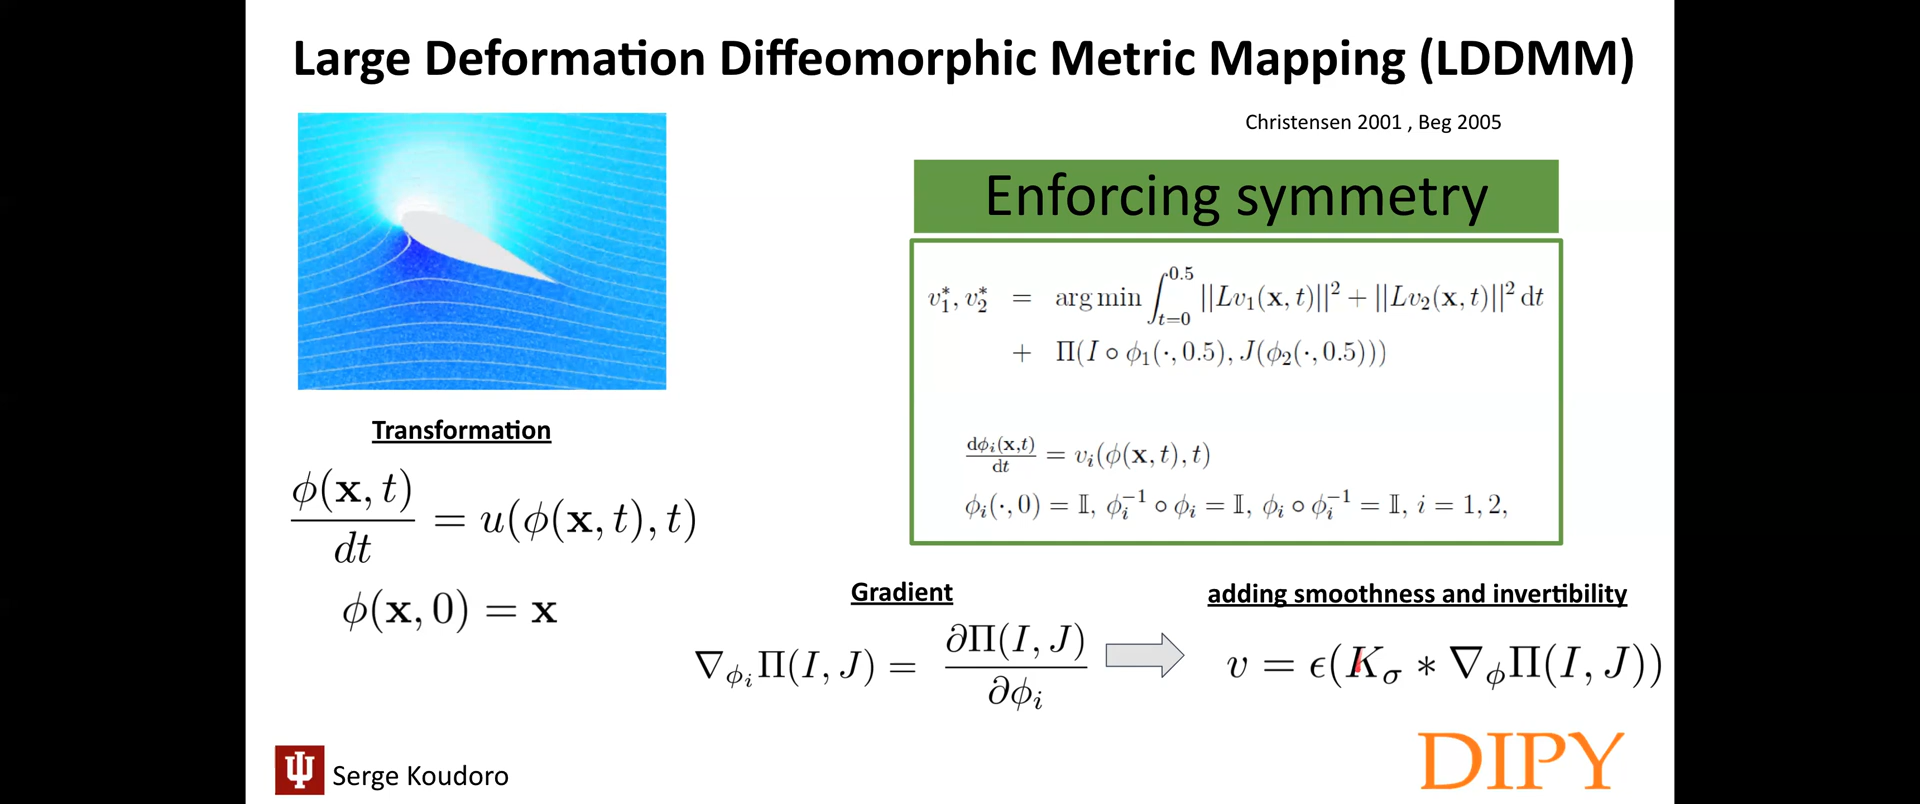 Large Deformation Diffeomorphic Metric Mapping (LDDMM)
Christensen 2001 , Beg 2005
Enforcing symmetry
v₁*, v₂* = arg min ∫_{t=0}^{0.5} ||Lv₁(x, t)||² + ||Lv₂(x, t)||² dt
+ Π(I ∘ ϕ₁(·, 0.5), J(ϕ₂(·, 0.5)))
dϕᵢ(x,t)/dt = vᵢ(ϕ(x, t), t)
ϕᵢ(·, 0) = 𝕀, ϕᵢ⁻¹ ∘ ϕᵢ = 𝕀, ϕᵢ ∘ ϕᵢ⁻¹ = 𝕀, i = 1, 2,
Transformation
ϕ(x, t)/dt = u(ϕ(x, t), t)
ϕ(x, 0) = x
Gradient
∇_{ϕᵢ}Π(I, J) = ∂Π(I, J)/∂ϕᵢ
adding smoothness and invertibility
v = ϵ(K_σ * ∇_ϕΠ(I, J))
Serge Koudoro
DIPY